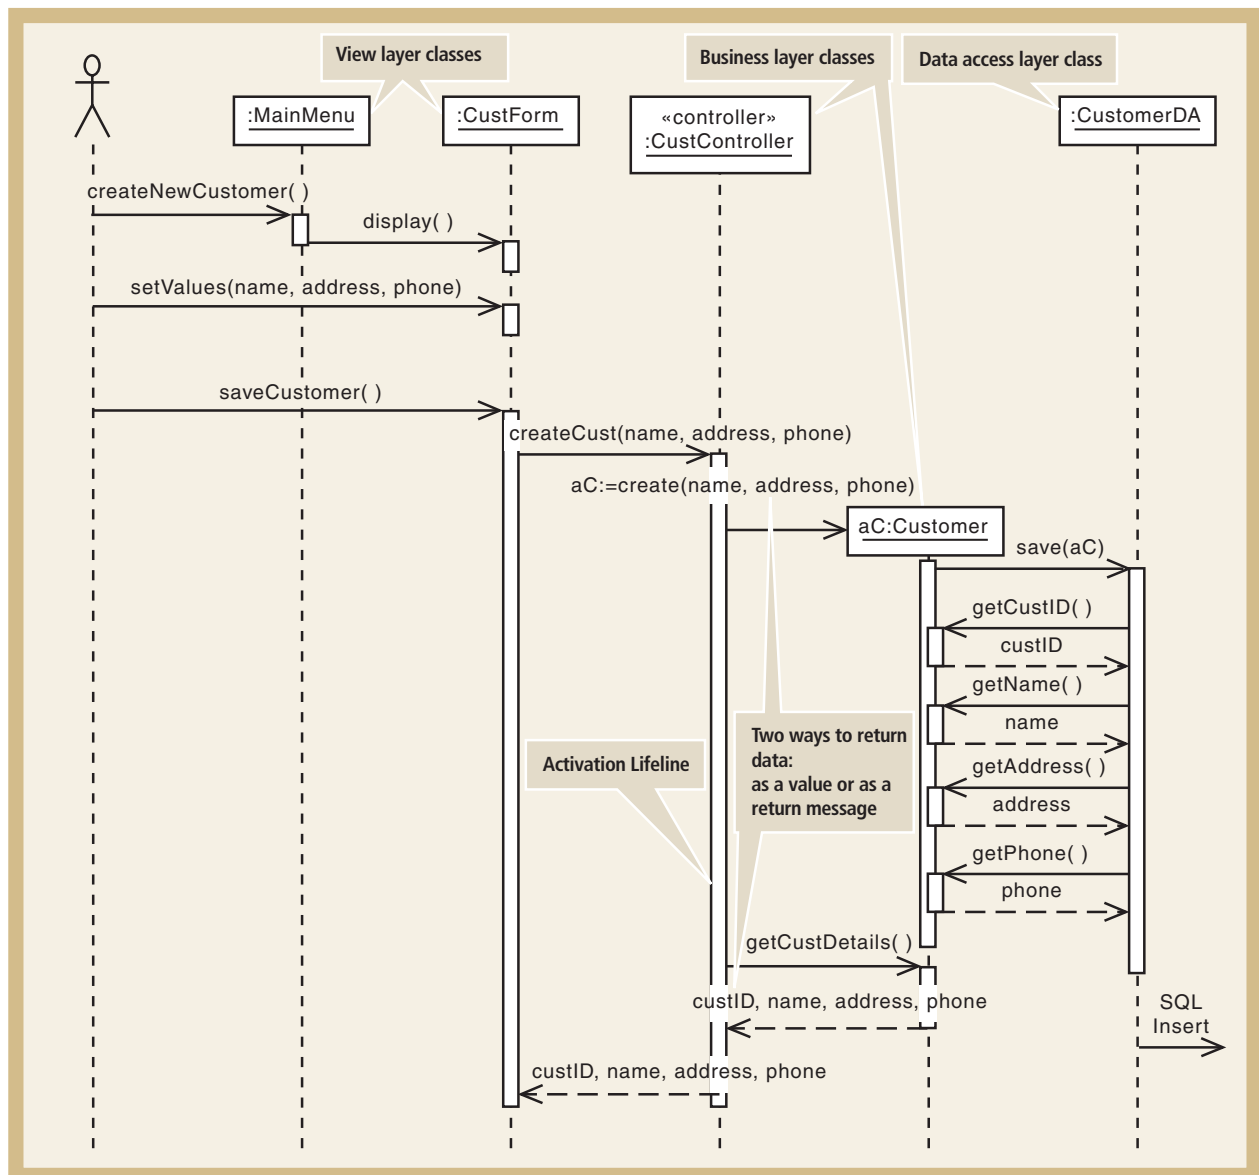 View layer classes
Business layer classes
Data access layer class
:MainMenu
:CustForm
«controller»
:CustController
:CustomerDA
createNewCustomer( )
display( )
setValues(name, address, phone)
saveCustomer( )
createCust(name, address, phone)
aC:=create(name, address, phone)
aC:Customer
save(aC)
getCustID( )
custID
getName( )
name
Two ways to return
data:
as a value or as a
return message
Activation Lifeline
getAddress( )
address
getPhone( )
phone
getCustDetails( )
custID, name, address, phone
SQL
Insert
custID, name, address, phone